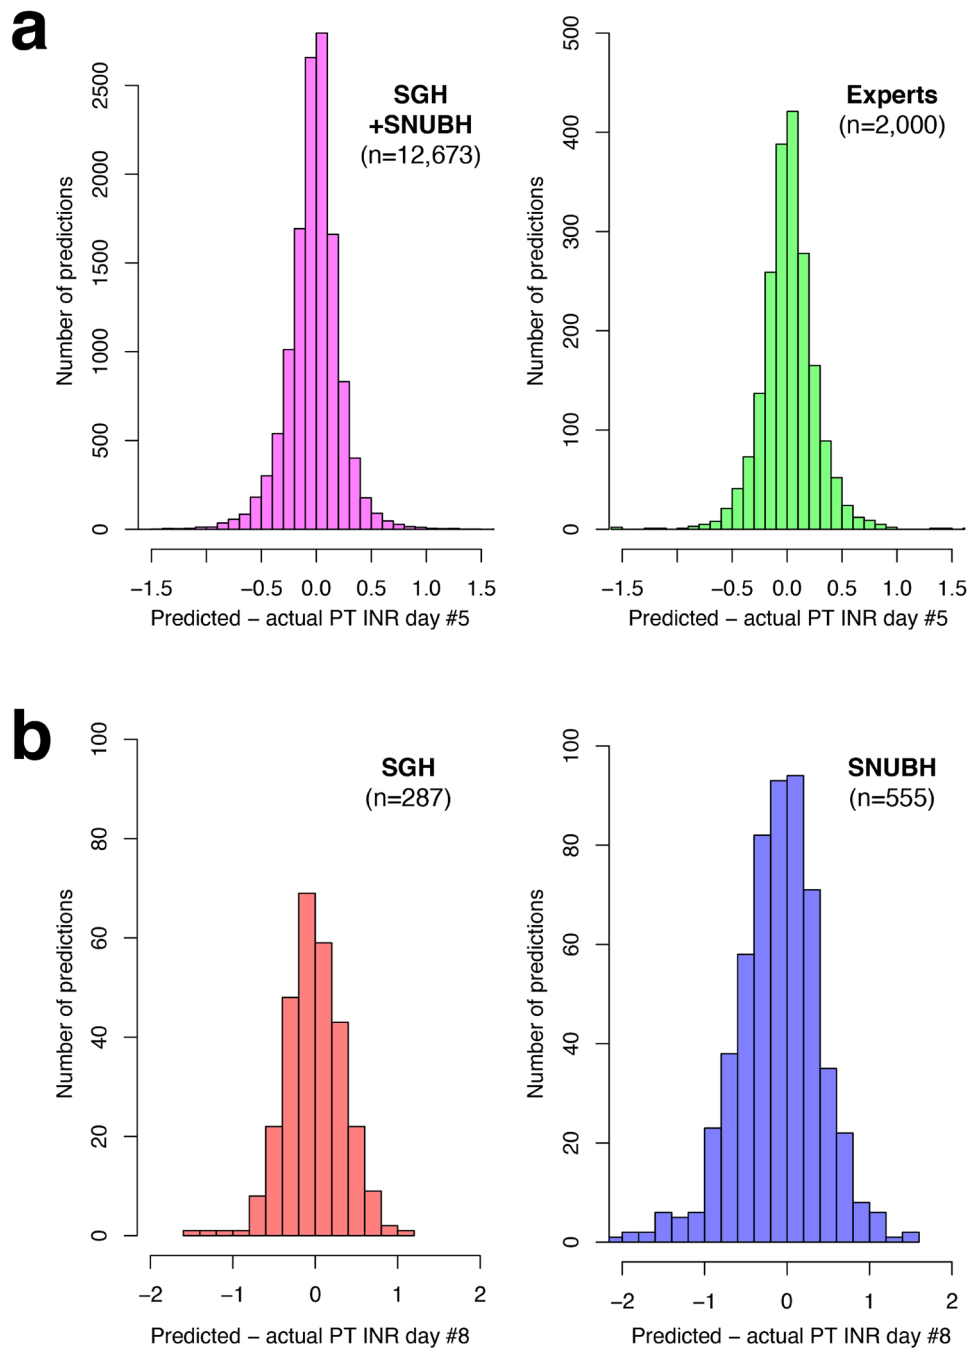 a
SGH
+SNUBH
(n=12,673)
Number of predictions
0
500
1000
1500
2000
2500
−1.5
−0.5
0.0
0.5
1.0
1.5
Predicted − actual PT INR day #5
Experts
(n=2,000)
Number of predictions
0
100
200
300
400
500
−1.5
−0.5
0.0
0.5
1.0
1.5
Predicted − actual PT INR day #5
b
SGH
(n=287)
Number of predictions
0
20
40
60
80
100
−2
−1
0
1
2
Predicted − actual PT INR day #8
SNUBH
(n=555)
Number of predictions
0
20
40
60
80
100
−2
−1
0
1
2
Predicted − actual PT INR day #8